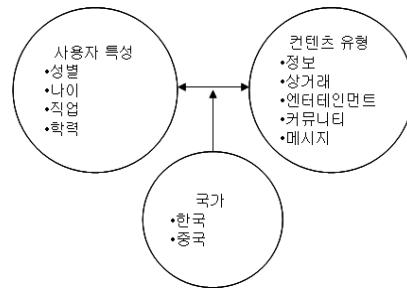 사용자 특성
•성별
•나이
•직업
•학력
컨텐츠 유형
•정보
•상거래
•엔터테인먼트
•커뮤니티
•메시지
국가
•한국
•중국